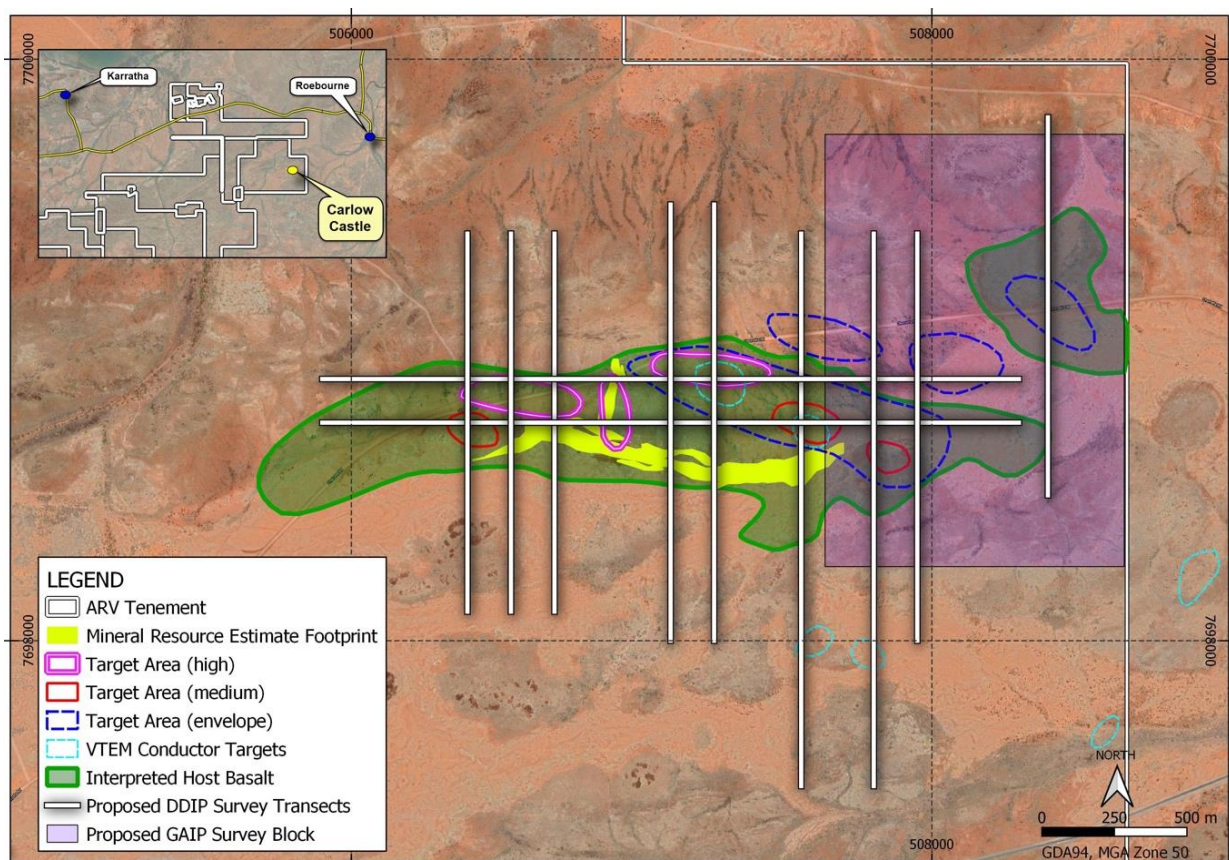 506000
508000
7700000
7700000
Karratha
Roebourne
Carlow
Castle
LEGEND
ARV Tenement
Mineral Resource Estimate Footprint
Target Area (high)
Target Area (medium)
Target Area (envelope)
VTEM Conductor Targets
Interpreted Host Basalt
Proposed DDIP Survey Transects
Proposed GAIP Survey Block
7698000
7698000
NORTH
0 250 500 m
508000
GDA94, MGA Zone 50